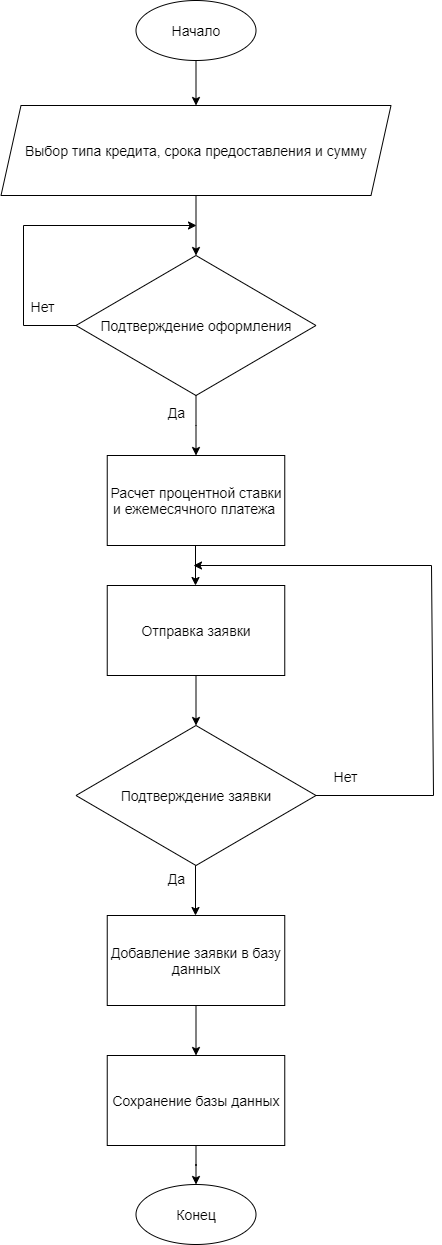 Начало
Выбор типа кредита, срока предоставления и сумму
Нет
Подтверждение оформления
Да
Расчет процентной ставки
и ежемесячного платежа
Отправка заявки
Нет
Подтверждение заявки
Да
Добавление заявки в базу
данных
Сохранение базы данных
Конец